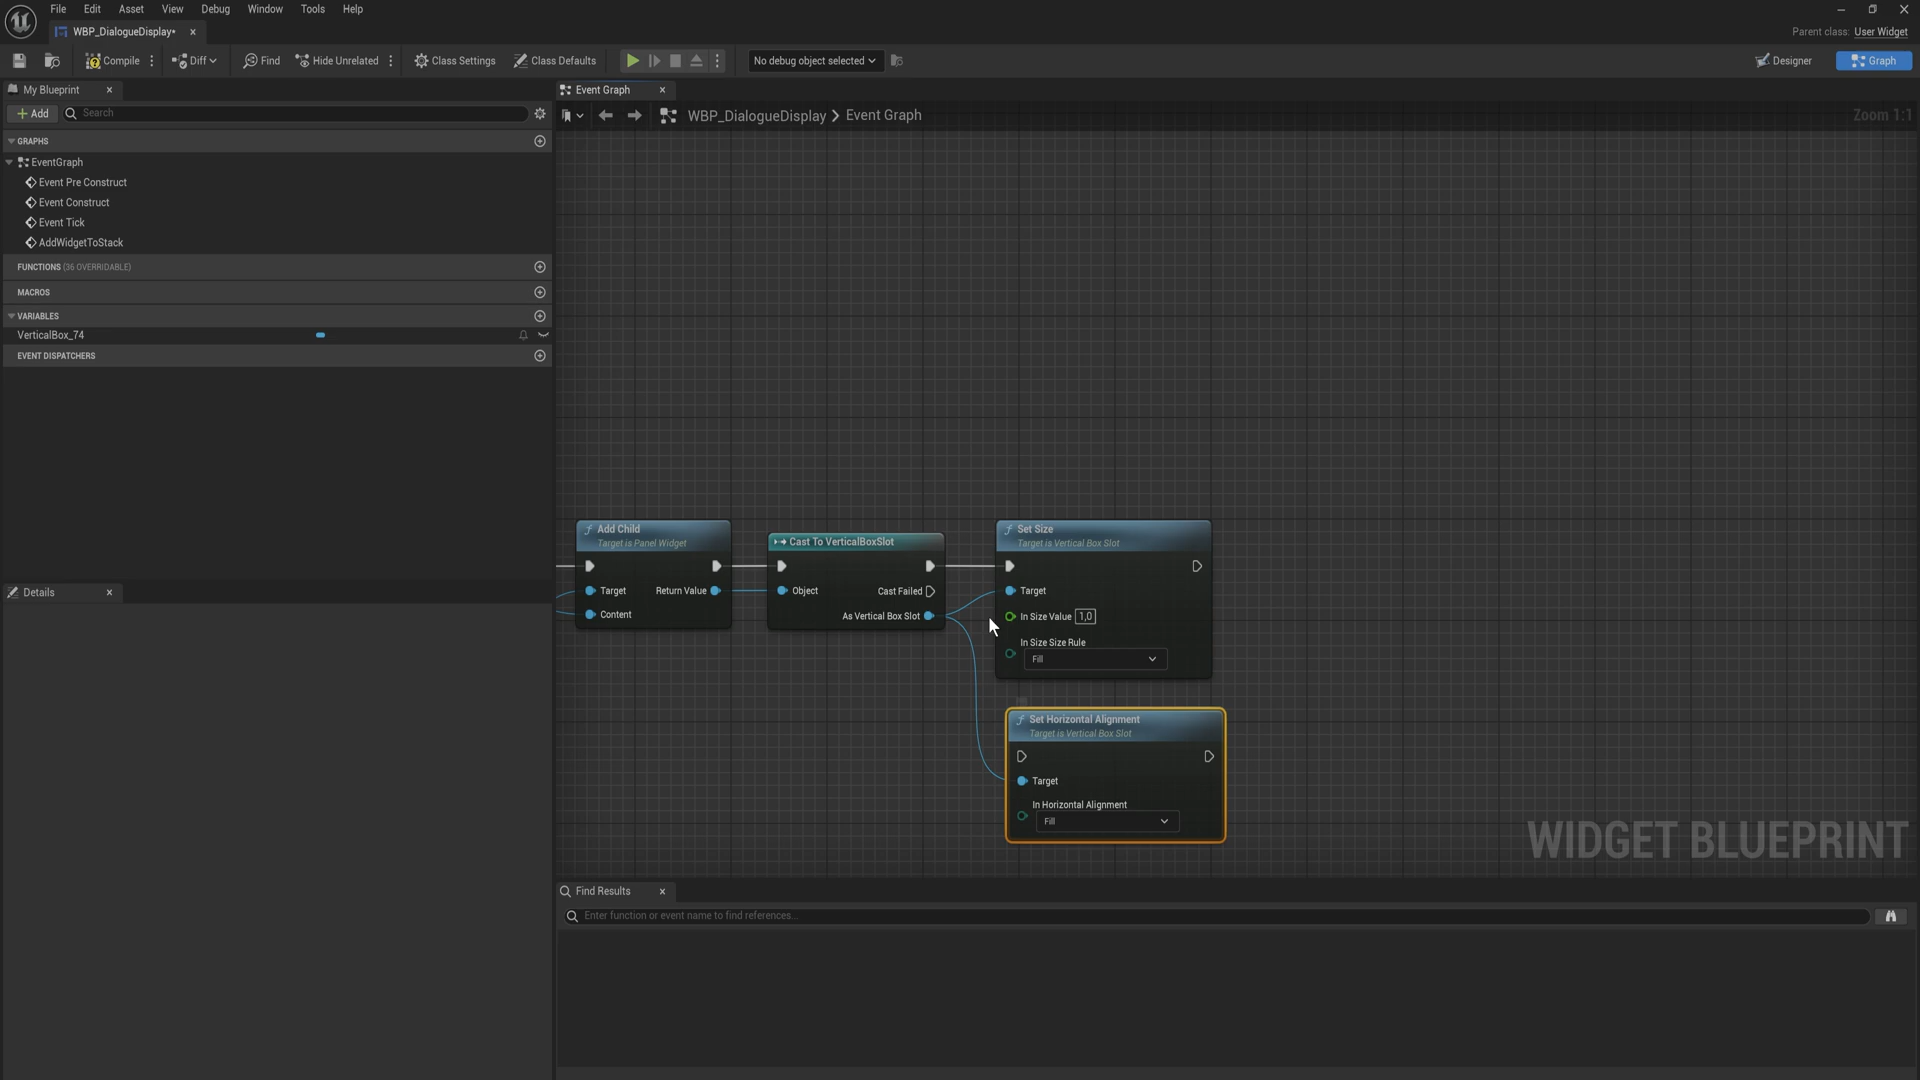 File Edit Asset View Debug Window Tools Help
WBP_DialogueDisplay*
Parent class: User Widget
Compile Diff Find Hide Unrelated Class Settings Class Defaults No debug object selected Designer Graph
My Blueprint
Event Graph
Add Search
WBP_DialogueDisplay Event Graph Zoom 1:1
GRAPHS
EventGraph
Event Pre Construct
Event Construct
Event Tick
AddWidgetToStack
FUNCTIONS (36 OVERRIDABLE)
MACROS
VARIABLES
VerticalBox_74
EVENT DISPATCHERS
Details
Add Child
Target is Panel Widget
Target Return Value
Content
Cast To VerticalBoxSlot
Object Cast Failed
As Vertical Box Slot
Set Size
Target is Vertical Box Slot
Target
In Size Value 1,0
In Size Size Rule
Fill
Set Horizontal Alignment
Target is Vertical Box Slot
Target
In Horizontal Alignment
Fill
WIDGET BLUEPRINT
Find Results
Enter function or event name to find references...